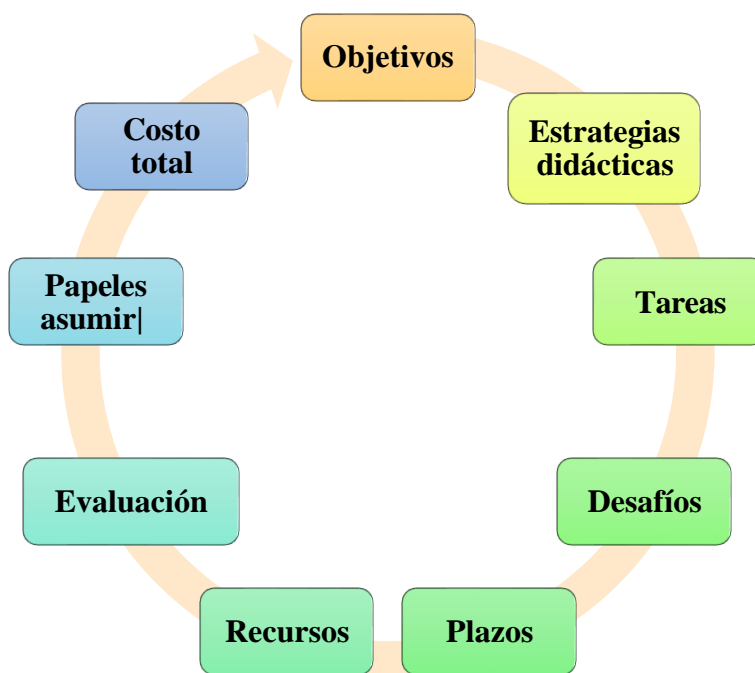 Objetivos
Estrategias
didácticas
Tareas
Desafíos
Plazos
Recursos
Evaluación
Papeles
asumir|
Costo
total